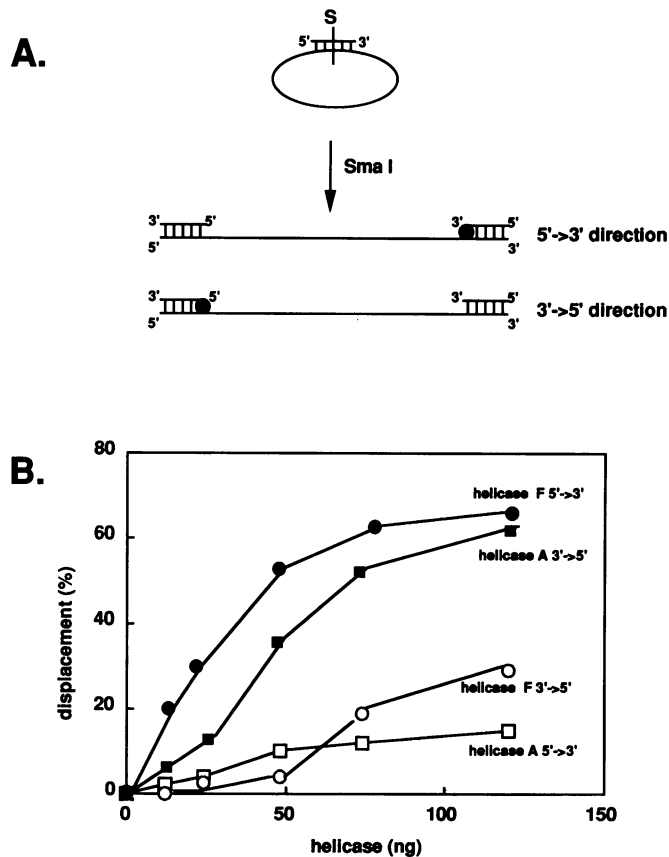 A.
S
5' 3'
Sma I
3' 5' 3' 5'
5' 3'
5'->3' direction
3' 5' 3' 5'
5' 3'
3'->5' direction
B.
80
60
40
20
0
displacement (%)
helicase F 5'->3'
helicase A 3'->5'
helicase F 3'->5'
helicase A 5'->3'
0 50 100 150
helicase (ng)